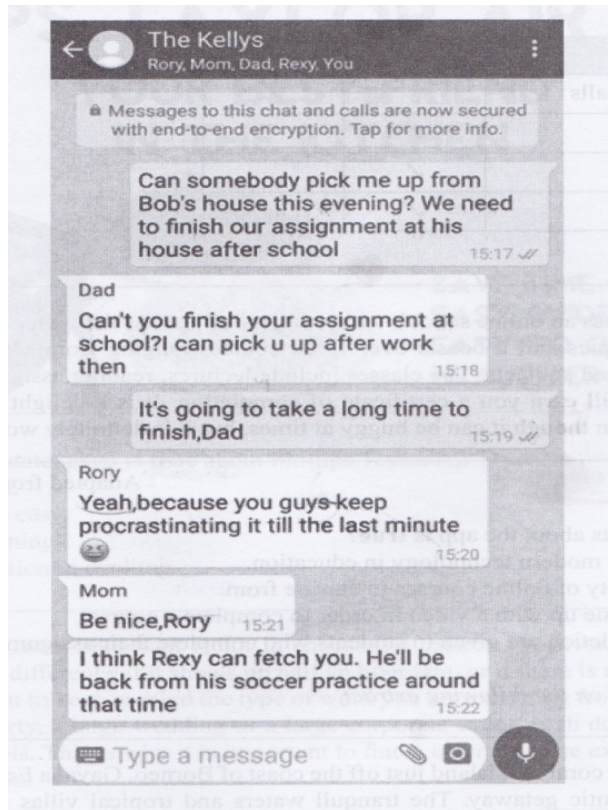 The Kellys
Rory, Mom, Dad, Rexy, You
Messages to this chat and calls are now secured
with end-to-end encryption. Tap for more info.
Can somebody pick me up from
Bob's house this evening? We need
to finish our assignment at his
house after school
15:17
Dad
Can't you finish your assignment at
school?I can pick u up after work
then
15:18
It's going to take a long time to
finish,Dad
15:19
Rory
Yeah,because you guys keep
procrastinating it till the last minute
15:20
Mom
Be nice,Rory 15:21
I think Rexy can fetch you. He'll be
back from his soccer practice around
that time
15:22
Type a message